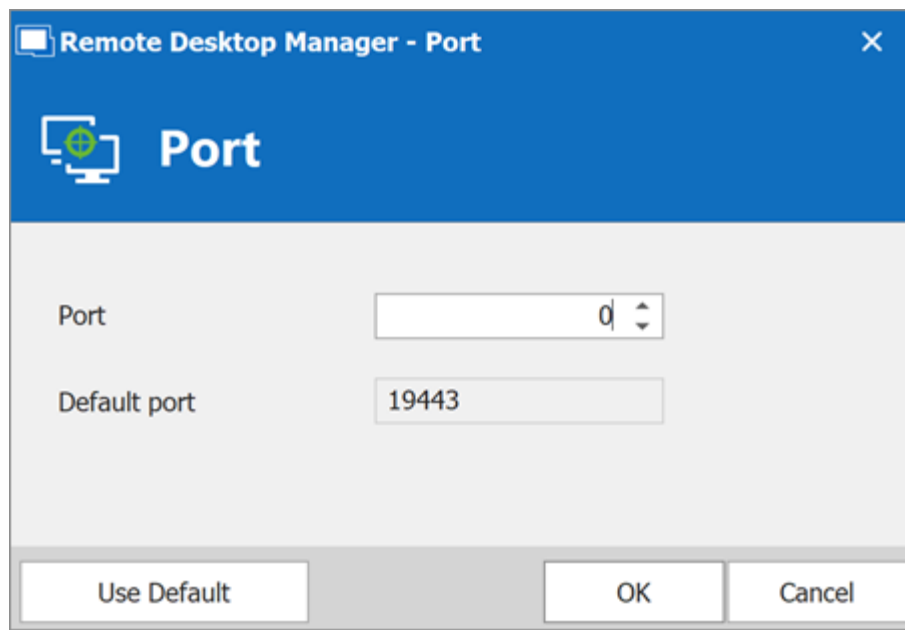 Remote Desktop Manager - Port
Port
Port 0
Default port 19443
Use Default OK Cancel